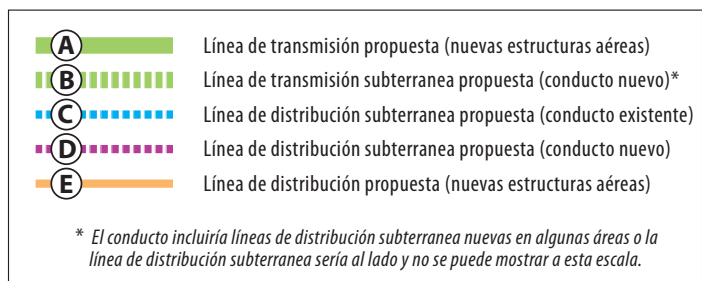 A Línea de transmisión propuesta (nuevas estructuras aéreas)
B Línea de transmisión subterranea propuesta (conducto nuevo)*
C Línea de distribución subterranea propuesta (conducto existente)
D Línea de distribución subterranea propuesta (conducto nuevo)
E Línea de distribución propuesta (nuevas estructuras aéreas)
* El conducto incluiría líneas de distribución subterranea nuevas en algunas áreas o la
línea de distribución subterranea sería al lado y no se puede mostrar a esta escala.